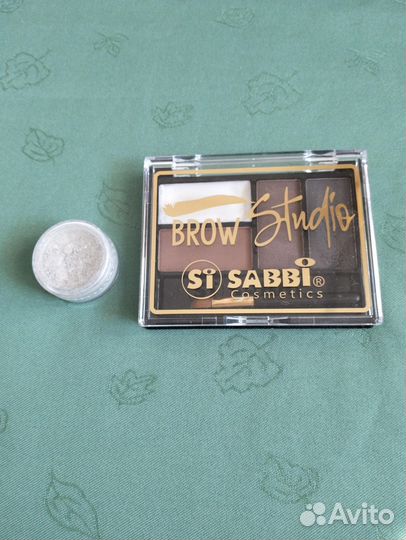 BROW Studio
Si SABBi®
Cosmetics
Avito